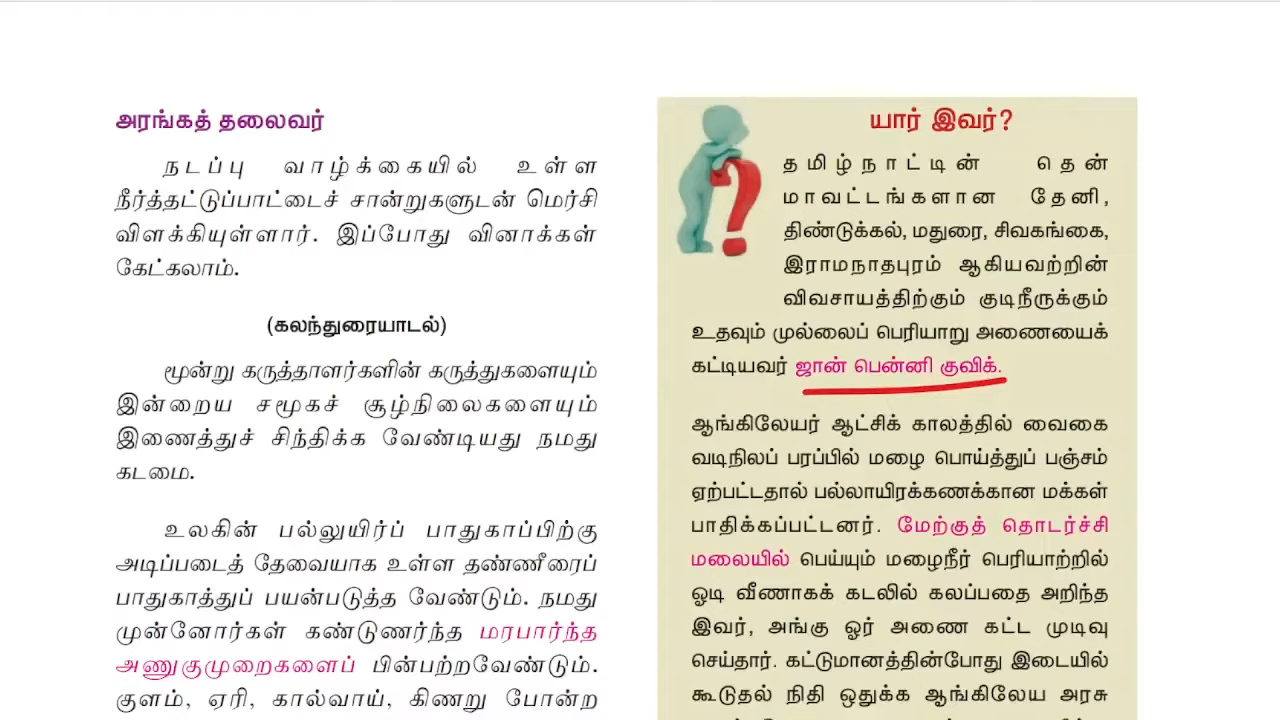 அரங்கத் தலைவர்
நடப்பு வாழ்க்கையில் உள்ள
நீர்த்தட்டுப்பாட்டைச் சான்றுகளுடன் மெர்சி
விளக்கியுள்ளார். இப்போது வினாக்கள்
கேட்கலாம்.
(கலந்துரையாடல்)
மூன்று கருத்தாளர்களின் கருத்துகளையும்
இன்றைய சமூகச் சூழ்நிலைகளையும்
இணைத்துச் சிந்திக்க வேண்டியது நமது
கடமை.
உலகின் பல்லுயிர்ப் பாதுகாப்பிற்கு
அடிப்படைத் தேவையாக உள்ள தண்ணீரைப்
பாதுகாத்துப் பயன்படுத்த வேண்டும். நமது
முன்னோர்கள் கண்டுணர்ந்த மரபார்ந்த
அணுகுமுறைகளைப் பின்பற்றவேண்டும்.
குளம், ஏரி, கால்வாய், கிணறு போன்ற
யார் இவர்?
தமிழ்நாட்டின் தென்
மாவட்டங்களான தேனி,
திண்டுக்கல், மதுரை, சிவகங்கை,
இராமநாதபுரம் ஆகியவற்றின்
விவசாயத்திற்கும் குடிநீருக்கும்
உதவும் முல்லைப் பெரியாறு அணையைக்
கட்டியவர் ஜான் பென்னி குவிக்.
ஆங்கிலேயர் ஆட்சிக் காலத்தில் வைகை
வடிநிலப் பரப்பில் மழை பொய்த்துப் பஞ்சம்
ஏற்பட்டதால் பல்லாயிரக்கணக்கான மக்கள்
பாதிக்கப்பட்டனர். மேற்குத் தொடர்ச்சி
மலையில் பெய்யும் மழைநீர் பெரியாற்றில்
ஓடி வீணாகக் கடலில் கலப்பதை அறிந்த
இவர், அங்கு ஓர் அணை கட்ட முடிவு
செய்தார். கட்டுமானத்தின்போது இடையில்
கூடுதல் நிதி ஒதுக்க ஆங்கிலேய அரசு